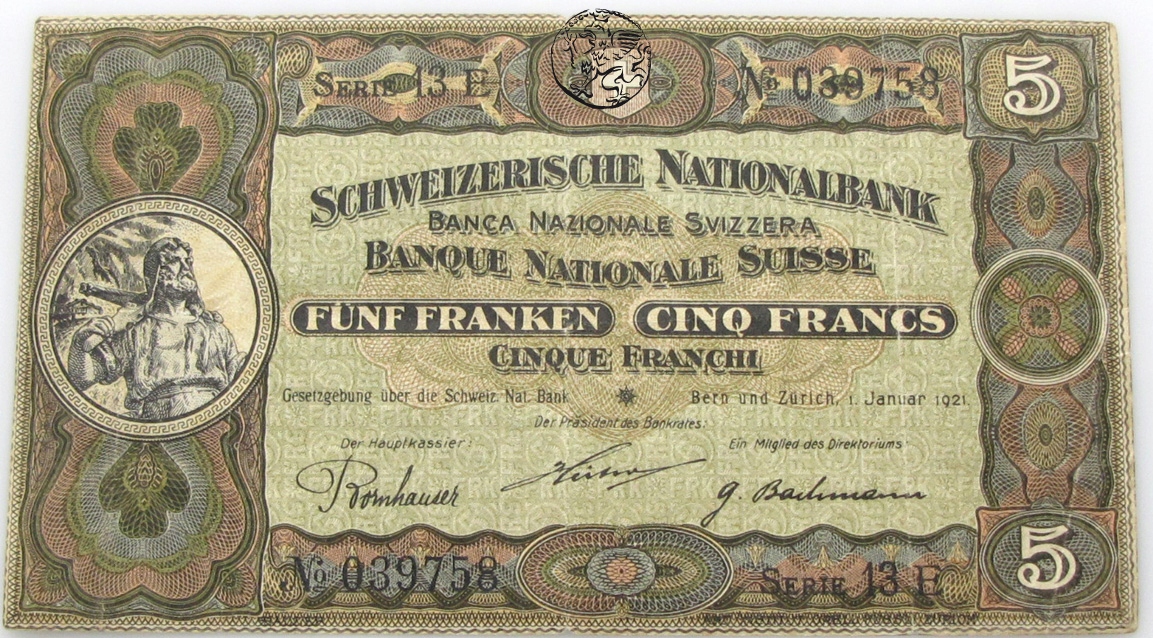 SERIE 13 E
№ 039758
5
SCHWEIZERISCHE NATIONALBANK
BANCA NAZIONALE SVIZZERA
BANQUE NATIONALE SUISSE
FÜNF FRANKEN CINQ FRANCS
CINQUE FRANCHI
Gesetzgebung über die Schweiz. Nat. Bank Bern und Zürich, 1. Januar 1921.
Der Präsident des Bankrates:
Der Hauptkassier: Ein Mitglied des Direktoriums
Bornhauser G. Bachmann
№ 039758
SERIE 13 E
5